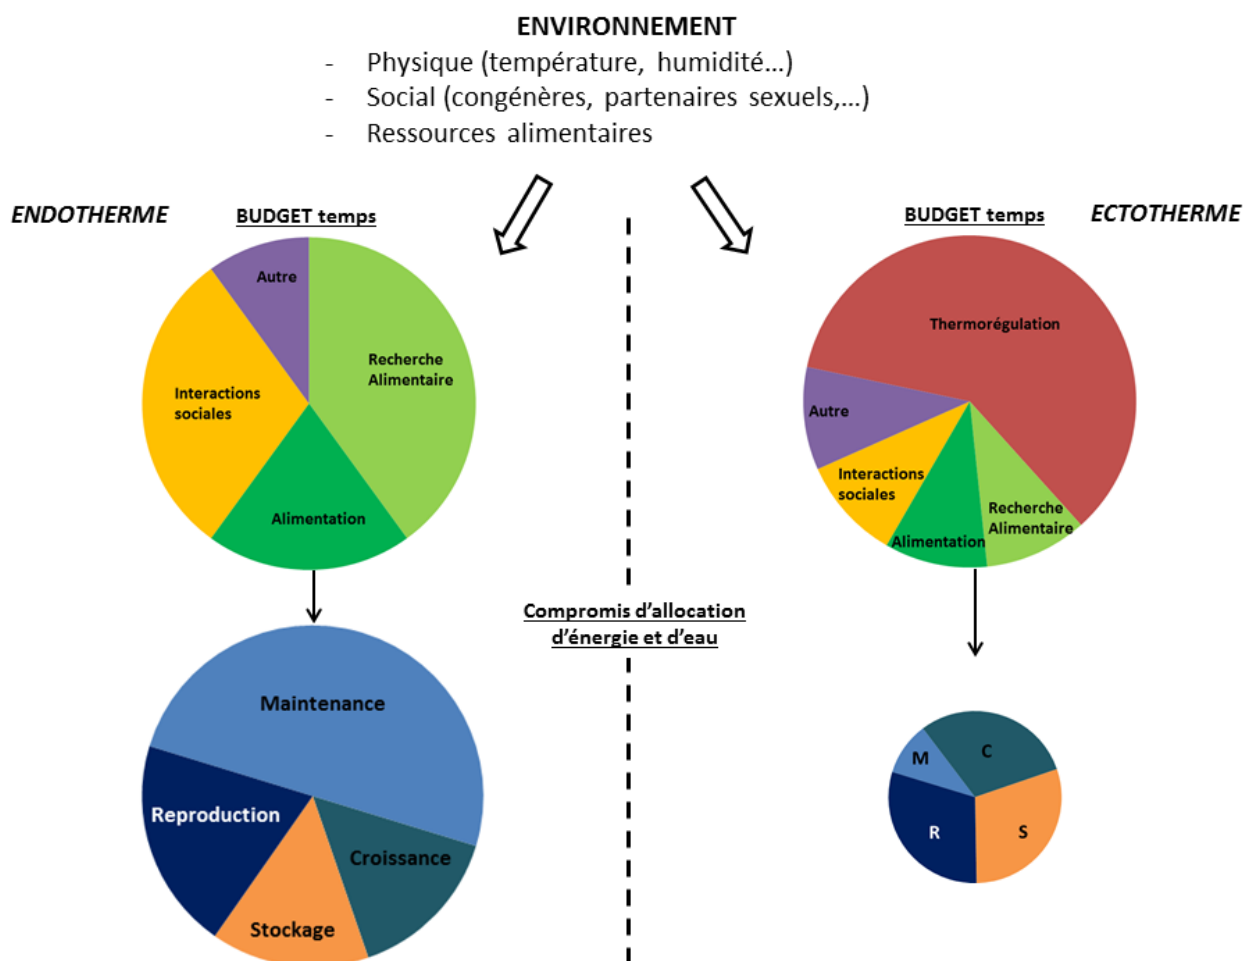 ENVIRONNEMENT
- Physique (température, humidité…)
- Social (congénères, partenaires sexuels,…)
- Ressources alimentaires
ENDOTHERME
BUDGET temps
Autre
Recherche
Alimentaire
Interactions
sociales
Alimentation
BUDGET temps
ECTOTHERME
Thermorégulation
Autre
Interactions
sociales
Recherche
Alimentaire
Alimentation
Compromis d’allocation
d’énergie et d’eau
Maintenance
Reproduction
Croissance
Stockage
M
C
R
S